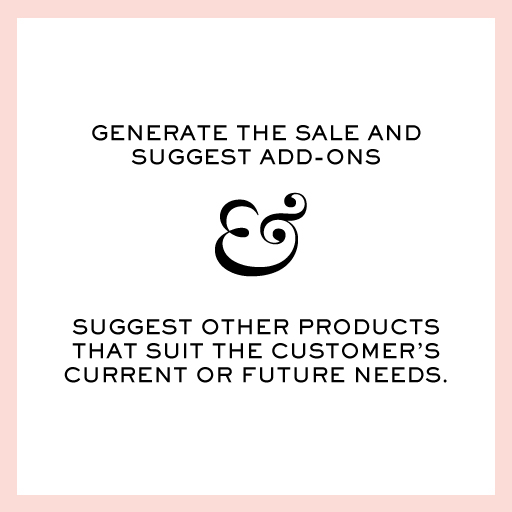 GENERATE THE SALE AND
SUGGEST ADD-ONS
&
SUGGEST OTHER PRODUCTS
THAT SUIT THE CUSTOMER’S
CURRENT OR FUTURE NEEDS.